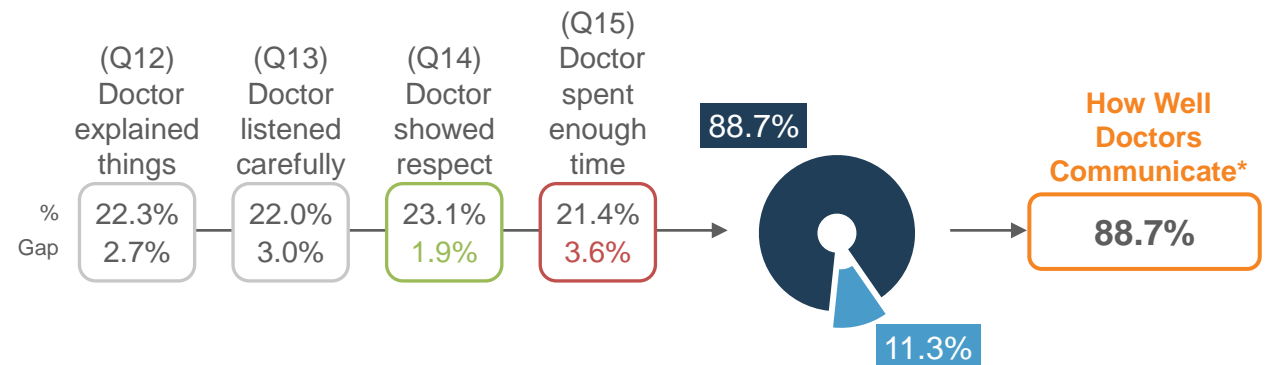 (Q12)
Doctor
explained
things
(Q13)
Doctor
listened
carefully
(Q14)
Doctor
showed
respect
(Q15)
Doctor
spent
enough
time
% 22.3% 22.0% 23.1% 21.4%
Gap 2.7% 3.0% 1.9% 3.6%
88.7%
11.3%
How Well
Doctors
Communicate*
88.7%